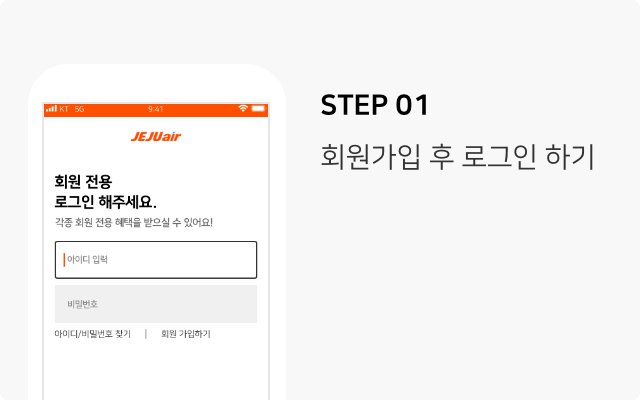 KT 5G 9:41
JEJUair
회원 전용
로그인 해주세요.
각종 회원 전용 혜택을 받으실 수 있어요!
아이디 입력
비밀번호
아이디/비밀번호 찾기 | 회원 가입하기
STEP 01
회원가입 후 로그인 하기